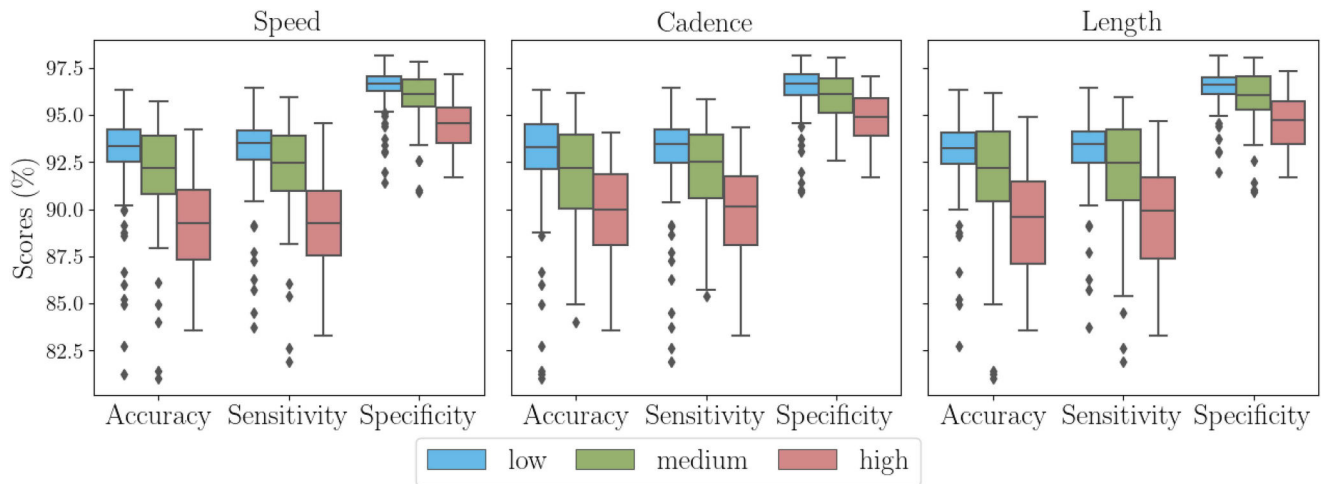 Speed
Cadence
Length
Scores (%)
97.5
95.0
92.5
90.0
87.5
85.0
82.5
Accuracy Sensitivity Specificity
Accuracy Sensitivity Specificity
Accuracy Sensitivity Specificity
low medium high